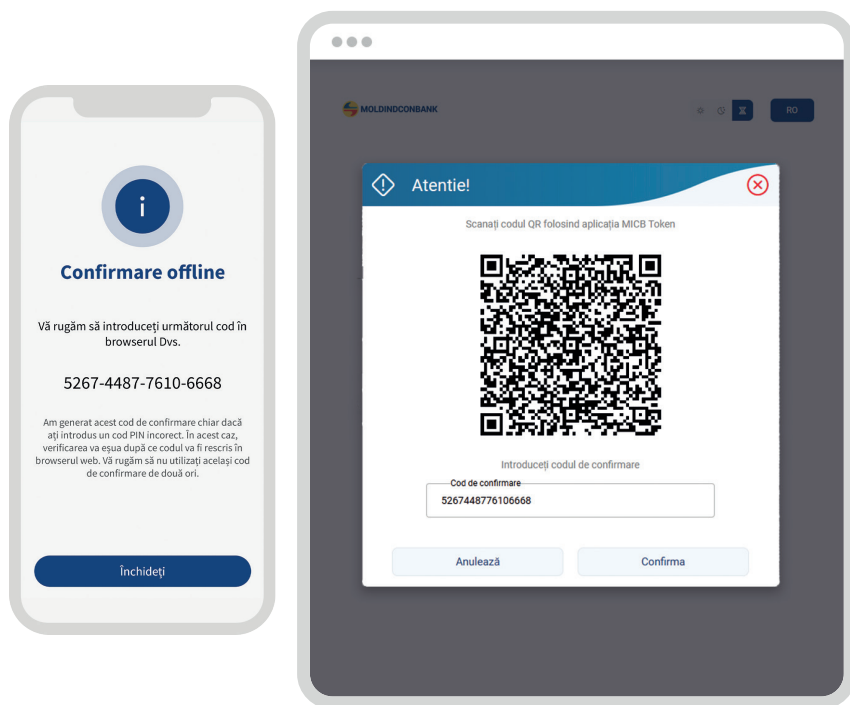 i
Confirmare offline
Vă rugăm să introduceți următorul cod în
browserul Dvs.
5267-4487-7610-6668
Am generat acest cod de confirmare chiar dacă
ați introdus un cod PIN incorect. În acest caz,
verificarea va eșua după ce codul va fi rescris în
browserul web. Vă rugăm să nu utilizați același cod
de confirmare de două ori.
Închideți
MOLDINDCONBANK
RO
Atentie!
Scanați codul QR folosind aplicația MICB Token
Introduceți codul de confirmare
Cod de confirmare
5267448776106668
Anulează
Confirma